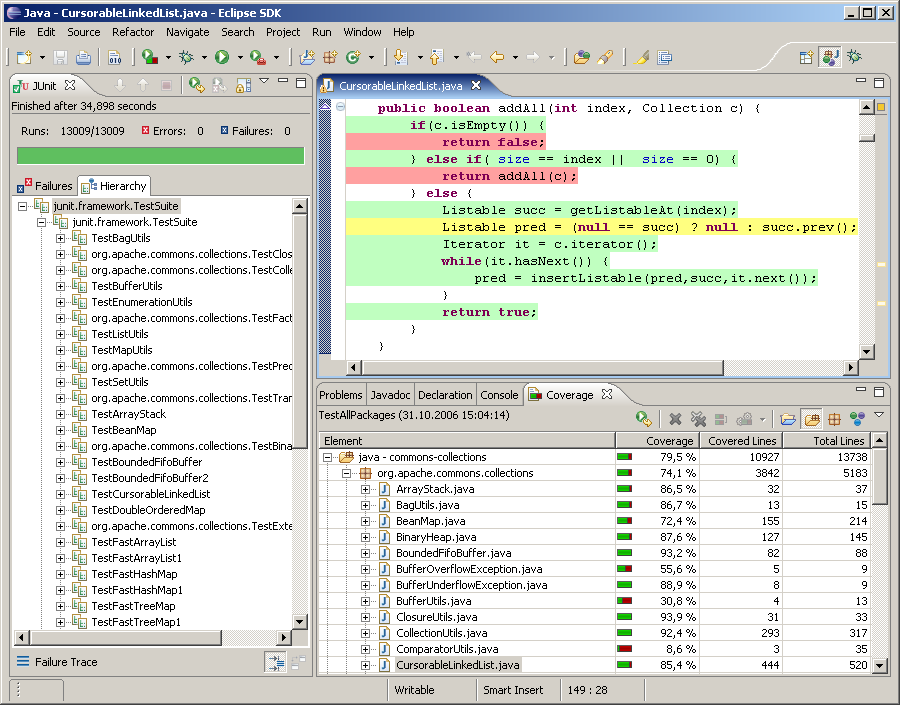 Java - CursorableLinkedList.java - Eclipse SDK
File Edit Source Refactor Navigate Search Project Run Window Help
JUnit
Finished after 34,898 seconds
Runs: 13009/13009 Errors: 0 Failures: 0
Failures Hierarchy
junit.framework.TestSuite
junit.framework.TestSuite
TestBagUtils
org.apache.commons.collections.TestClos
org.apache.commons.collections.TestColle
TestBufferUtils
TestEnumerationUtils
org.apache.commons.collections.TestFact
TestListUtils
TestMapUtils
org.apache.commons.collections.TestPred
TestSetUtils
org.apache.commons.collections.TestTran
TestArrayStack
TestBeanMap
org.apache.commons.collections.TestBina
TestBoundedFifoBuffer
TestBoundedFifoBuffer2
TestCursorableLinkedList
TestDoubleOrderedMap
org.apache.commons.collections.TestExte
TestFastArrayList
TestFastArrayList1
TestFastHashMap
TestFastHashMap1
TestFastTreeMap
TestFastTreeMap1
Failure Trace
CursorableLinkedList.java
public boolean addAll(int index, Collection c) {
if(c.isEmpty()) {
return false;
} else if( size == index || size == 0) {
return addAll(c);
} else {
Listable succ = getListableAt(index);
Listable pred = (null == succ) ? null : succ.prev();
Iterator it = c.iterator();
while(it.hasNext()) {
pred = insertListable(pred,succ,it.next());
}
return true;
}
}
Problems Javadoc Declaration Console Coverage
TestAllPackages (31.10.2006 15:04:14)
Element Coverage Covered Lines Total Lines
java - commons-collections 79,5 % 10927 13738
org.apache.commons.collections 74,1 % 3842 5183
ArrayStack.java 86,5 % 32 37
BagUtils.java 86,7 % 13 15
BeanMap.java 72,4 % 155 214
BinaryHeap.java 87,6 % 127 145
BoundedFifoBuffer.java 93,2 % 82 88
BufferOverflowException.java 55,6 % 5 9
BufferUnderflowException.java 88,9 % 8 9
BufferUtils.java 30,8 % 4 13
ClosureUtils.java 93,9 % 31 33
CollectionUtils.java 92,4 % 293 317
ComparatorUtils.java 8,6 % 3 35
CursorableLinkedList.java 85,4 % 444 520
Writable Smart Insert 149 : 28